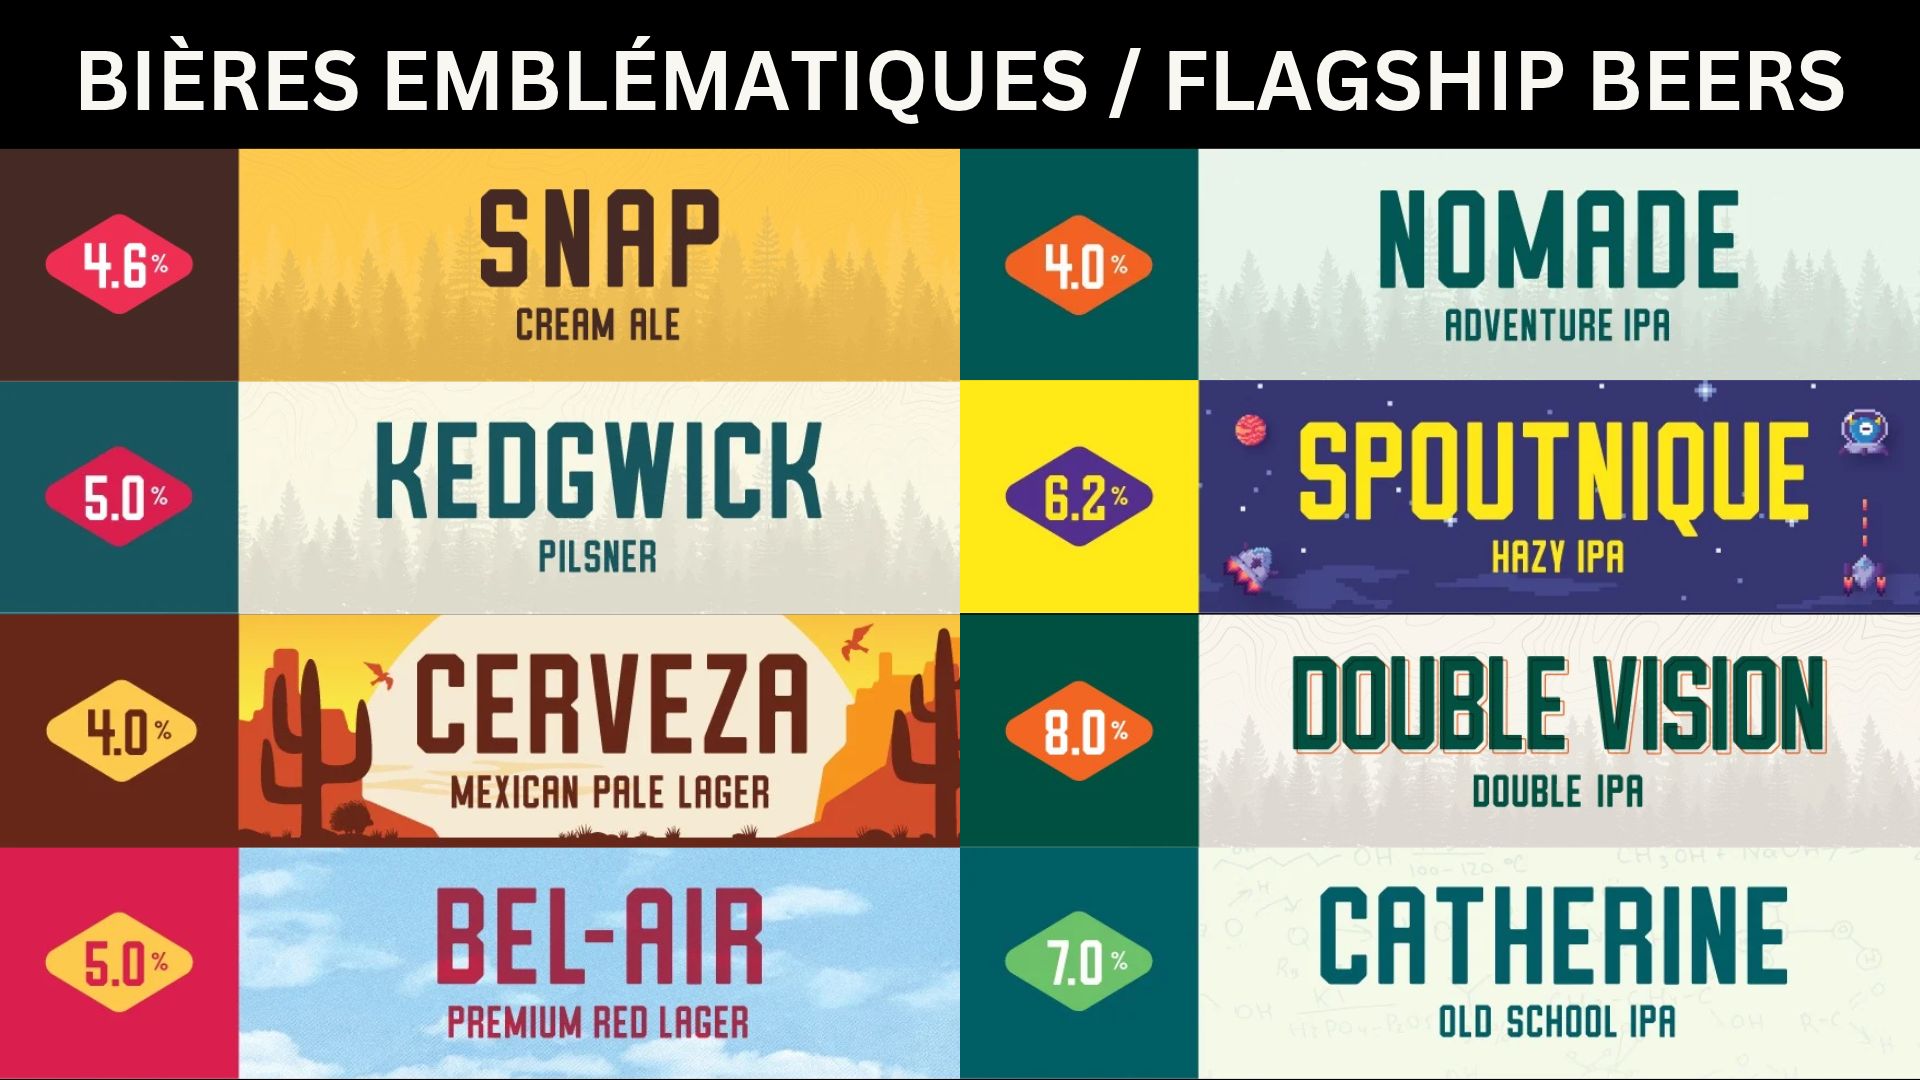 BIÈRES EMBLÉMATIQUES / FLAGSHIP BEERS
4.6%
SNAP
CREAM ALE
4.0%
NOMADE
ADVENTURE IPA
5.0%
KEDGWICK
PILSNER
6.2%
SPOUTNIQUE
HAZY IPA
4.0%
CERVEZA
MEXICAN PALE LAGER
8.0%
DOUBLE VISION
DOUBLE IPA
5.0%
BEL-AIR
PREMIUM RED LAGER
7.0%
CATHERINE
OLD SCHOOL IPA